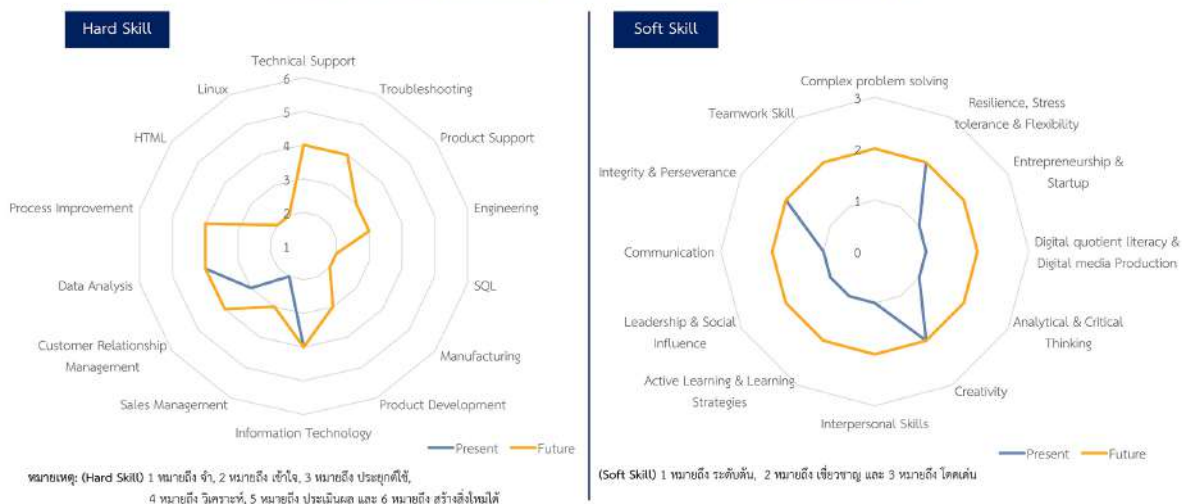 Hard Skill
Technical Support
6
Troubleshooting
Linux
5
HTML
4
Product Support
3
Process Improvement
2
Engineering
1
Data Analysis
SQL
Customer Relationship
Management
Manufacturing
Sales Management
Product Development
Information Technology
Present
Future
หมายเหตุ: (Hard Skill) 1 หมายถึง จำ, 2 หมายถึง เข้าใจ, 3 หมายถึง ประยุกต์ใช้,
4 หมายถึง วิเคราะห์, 5 หมายถึง ประเมินผล และ 6 หมายถึง สร้างสิ่งใหม่ได้
Soft Skill
Complex problem solving
3
Resilience, Stress
tolerance & Flexibility
Teamwork Skill
2
Entrepreneurship &
Startup
Integrity & Perseverance
1
Communication
0
Digital quotient literacy &
Digital media Production
Leadership & Social
Influence
Analytical & Critical
Thinking
Active Learning & Learning
Strategies
Creativity
Interpersonal Skills
Present
Future
(Soft Skill) 1 หมายถึง ระดับต้น, 2 หมายถึง เชี่ยวชาญ และ 3 หมายถึง โดดเด่น